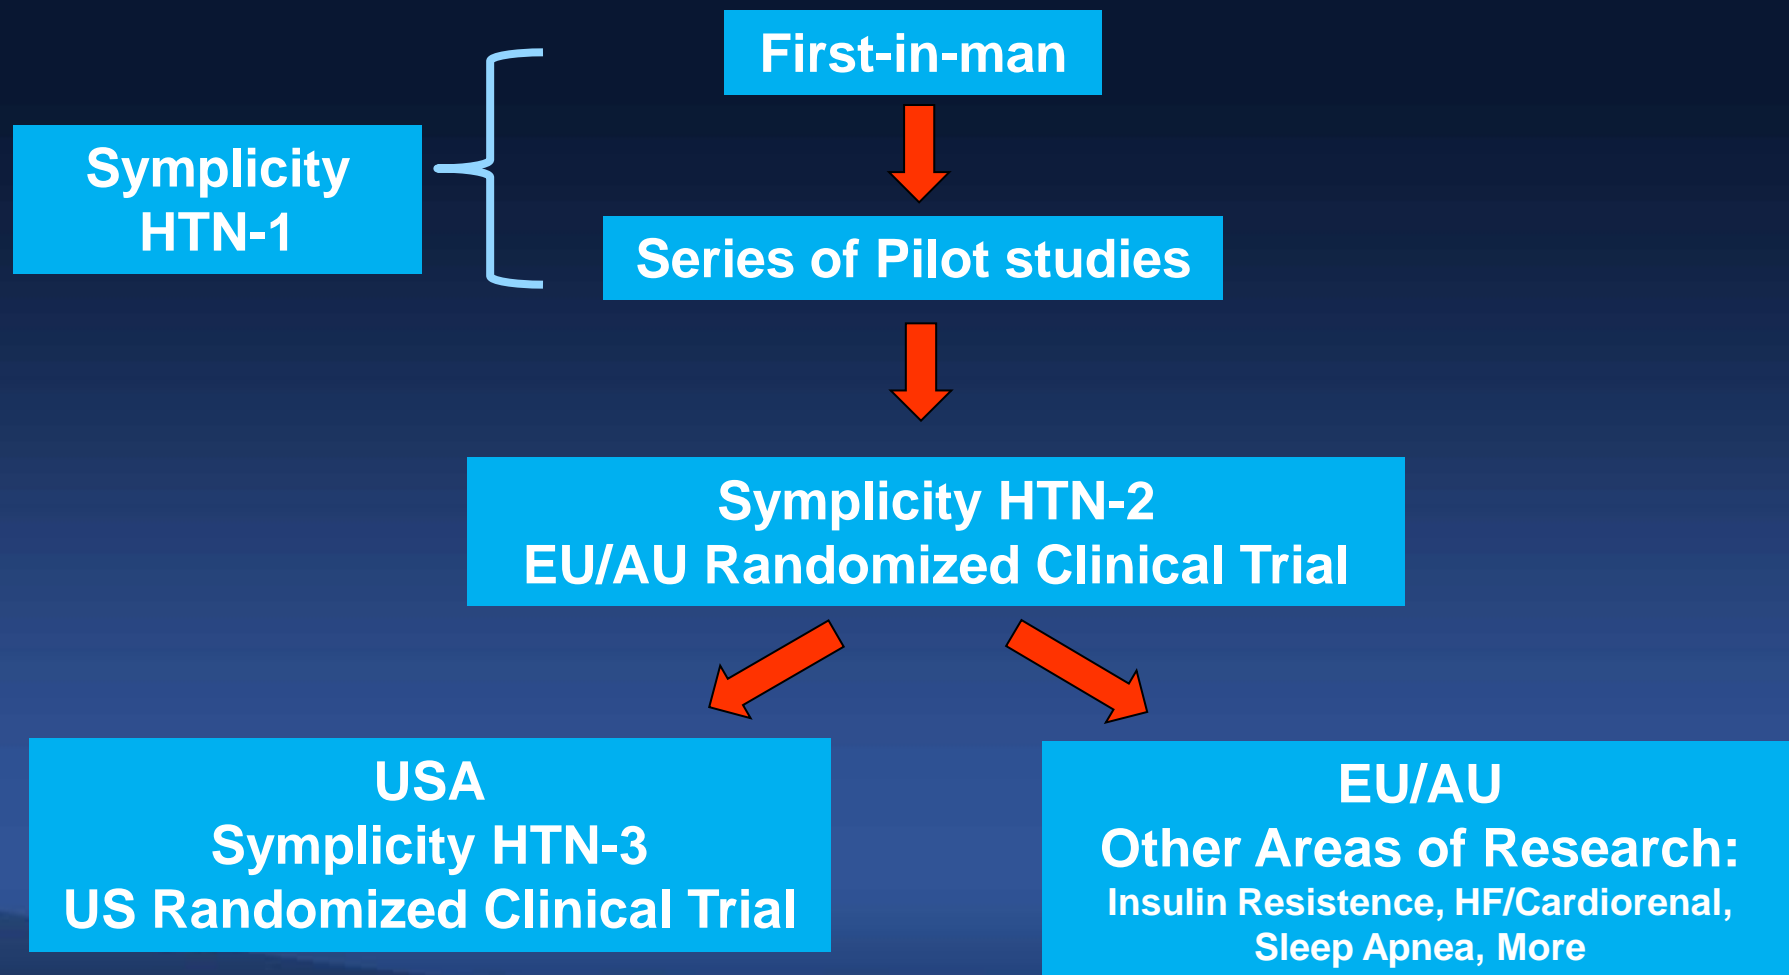 First-in-man
Symplicity
HTN-1
Series of Pilot studies
Symplicity HTN-2
EU/AU Randomized Clinical Trial
USA
Symplicity HTN-3
US Randomized Clinical Trial
EU/AU
Other Areas of Research:
Insulin Resistence, HF/Cardiorenal,
Sleep Apnea, More